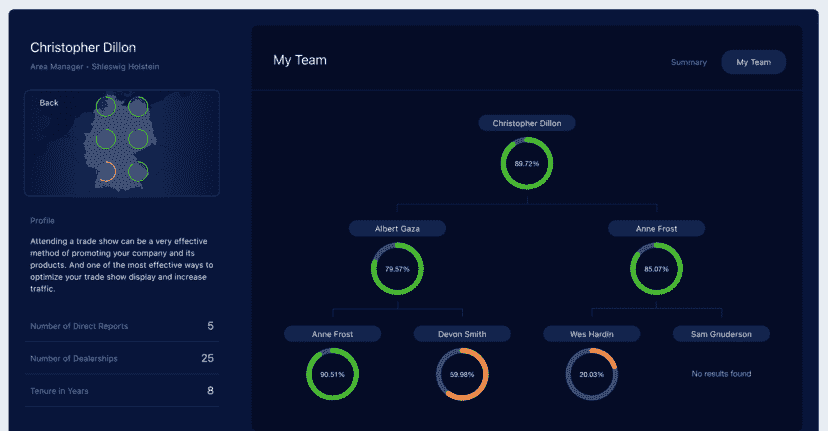 Christopher Dillon
Area Manager • Shleswig Holstein
Back
Profile
Attending a trade show can be a very effective
method of promoting your company and its
products. And one of the most effective ways to
optimize your trade show display and increase
traffic.
Number of Direct Reports 5
Number of Dealerships 25
Tenure in Years 8
My Team
Summary My Team
Christopher Dillon
89.72%
Albert Gaza Anne Frost
79.57% 85.07%
Anne Frost Devon Smith Wes Hardin Sam Gnuderson
90.51% 59.98% 20.03% No results found